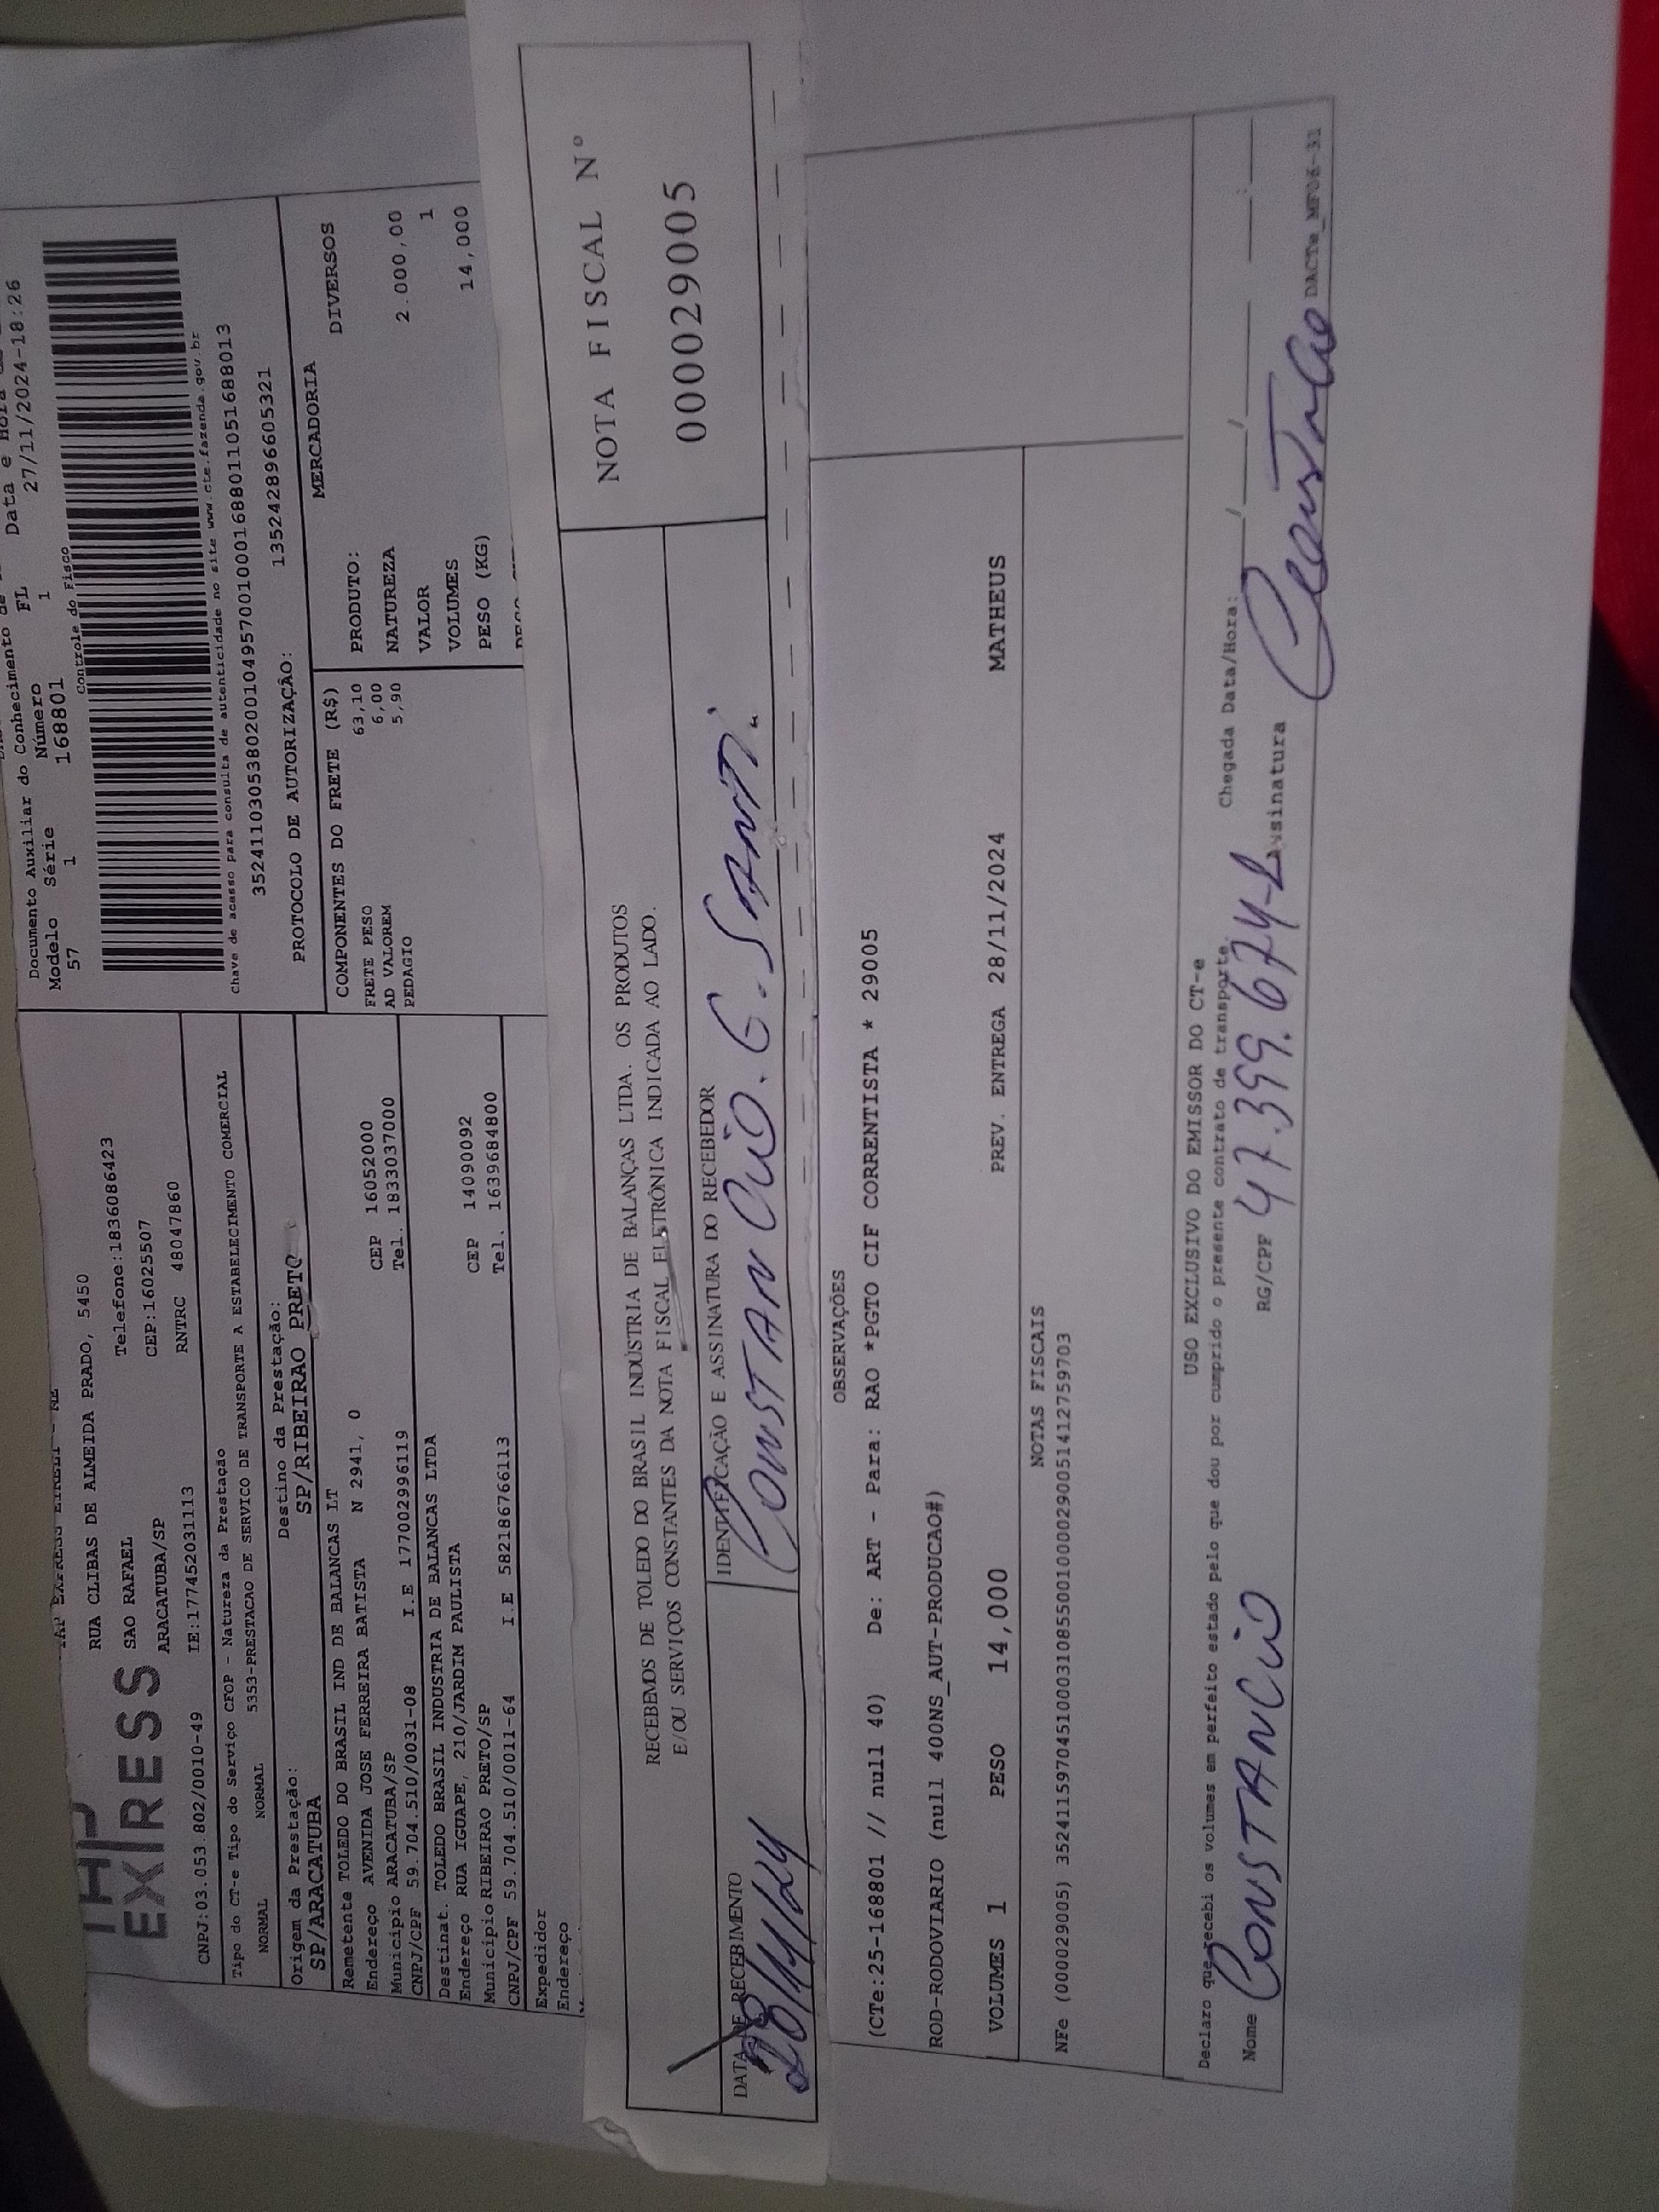 EXPRESS
RUA CLIBAS DE ALMEIDA PRADO, 5450
SAO RAFAEL Telefone:1836086423
ARACATUBA/SP CEP:16025507
CNPJ:03.053.802/0010-49 IE:177452031113 RNTRC 48047860
Tipo do CT-e Tipo do Serviço CFOP - Natureza da Prestação
NORMAL NORMAL 5353-PRESTACAO DE SERVICO DE TRANSPORTE A ESTABELECIMENTO COMERCIAL
Origem da Prestação: Destino da Prestação:
SP/ARACATUBA SP/RIBEIRAO PRETO
Remetente TOLEDO DO BRASIL IND DE BALANCAS LT
Endereço AVENIDA JOSE FERREIRA BATISTA N 2941, 0 CEP 16052000
Município ARACATUBA/SP Tel. 1833037000
CNPJ/CPF 59.704.510/0031-08 I.E 177002996119
Destinat. TOLEDO BRASIL INDUSTRIA DE BALANCAS LTDA
Endereço RUA IGUAPE, 210/JARDIM PAULISTA CEP 14090092
Município RIBEIRAO PRETO/SP Tel. 1639684800
CNPJ/CPF 59.704.510/0011-64 I.E 582186766113
Expedidor
Endereço
Documento Auxiliar do Conhecimento de
Modelo Série Número FL Data e Hora
57 1 168801 1 27/11/2024-18:26
Controle do Fisco
Chave de acesso para consulta de autenticidade no site www.cte.fazenda.gov.br
35241103053802001049570010001688011051688013
PROTOCOLO DE AUTORIZAÇÃO: 135242896605321
COMPONENTES DO FRETE (R$)
FRETE PESO 63,10
AD VALOREM 6,00
PEDAGIO 5,90
MERCADORIA
PRODUTO: DIVERSOS
NATUREZA
VALOR 2.000,00
VOLUMES 1
PESO (KG) 14,000
RECEBEMOS DE TOLEDO DO BRASIL INDÚSTRIA DE BALANÇAS LTDA. OS PRODUTOS
E/OU SERVIÇOS CONSTANTES DA NOTA FISCAL ELETRÔNICA INDICADA AO LADO.
NOTA FISCAL Nº
000029005
DATA DE RECEBIMENTO IDENTIFICAÇÃO E ASSINATURA DO RECEBEDOR
28/11/24 CONSTANCIO. G. SANT.
OBSERVAÇÕES
(CTe:25-168801 // null 40) De: ART - Para: RAO *PGTO CIF CORRENTISTA * 29005
ROD-RODOVIARIO (null 400NS_AUT-PRODUCAO#)
VOLUMES 1 PESO 14,000 PREV. ENTREGA 28/11/2024 MATHEUS
NOTAS FISCAIS
NFe (000029005) 35241159704510003108550010000290051412759703
USO EXCLUSIVO DO EMISSOR DO CT-e
Declaro que recebi os volumes em perfeito estado pelo que dou por cumprido o presente contrato de transporte. Chegada Data/Hora: ___/___/___ ___:___
Nome CONSTANCIO RG/CPF 47.399.674-2 Assinatura Constancio
DACTe_MF06-31